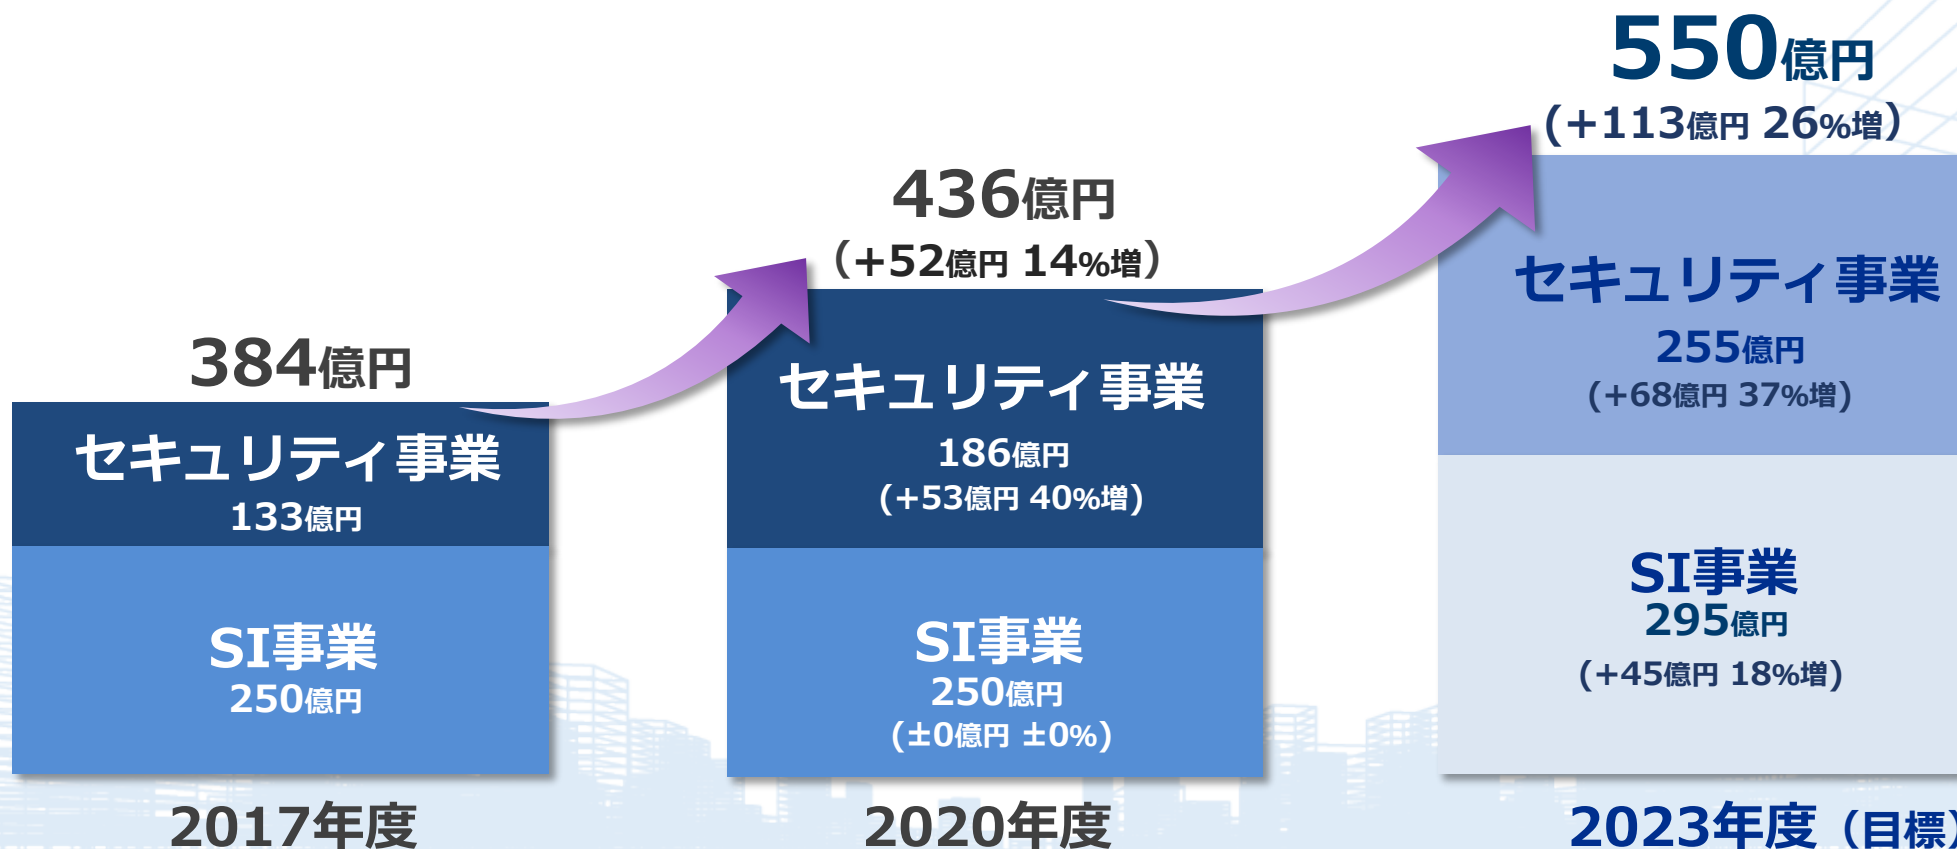 384億円
セキュリティ事業
133億円
SI事業
250億円
2017年度
436億円
(+52億円 14%増)
セキュリティ事業
186億円
(+53億円 40%増)
SI事業
250億円
(±0億円 ±0%)
2020年度
550億円
(+113億円 26%増)
セキュリティ事業
255億円
(+68億円 37%増)
SI事業
295億円
(+45億円 18%増)
2023年度（目標）